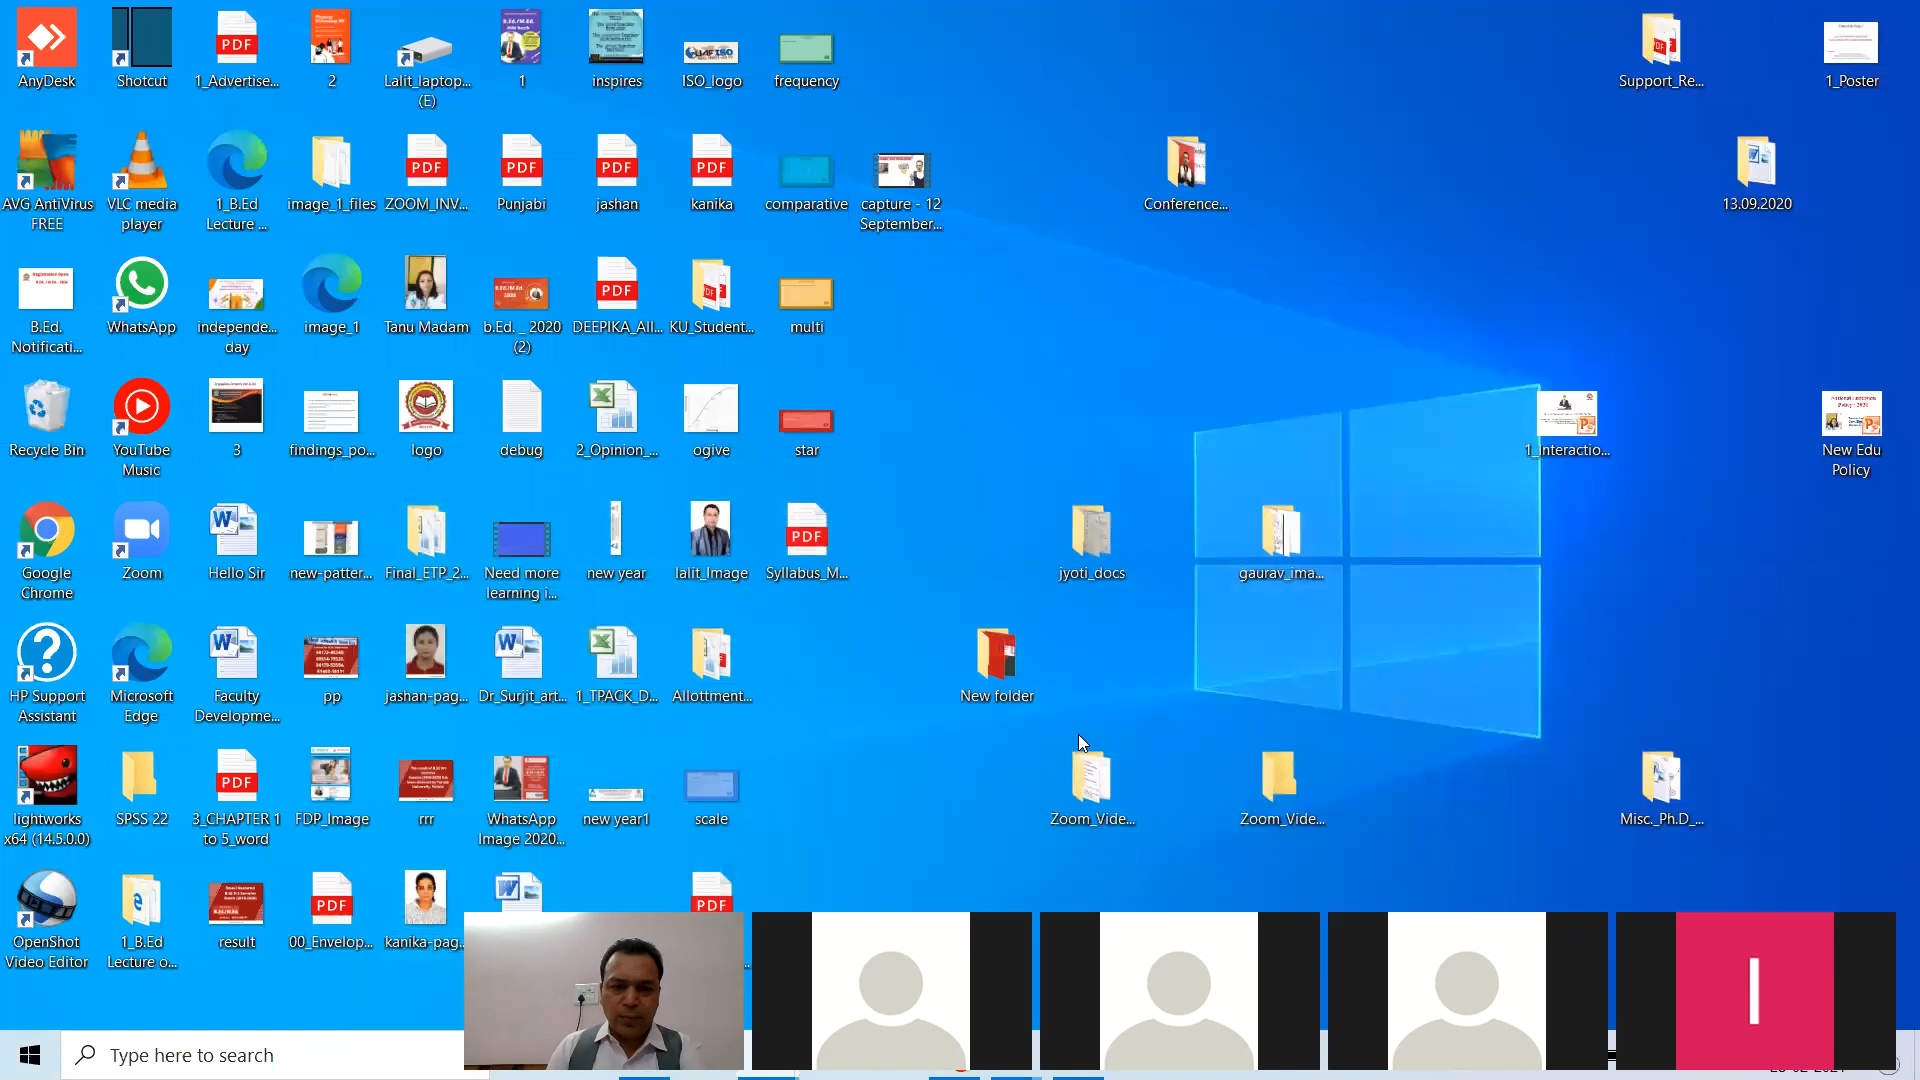 AnyDesk
Shotcut
1_Advertise...
2
Lalit_laptop...
(E)
1
inspires
ISO_logo
frequency
Support_Re...
1_Poster
AVG AntiVirus
FREE
VLC media
player
1_B.Ed
Lecture ...
image_1_files
ZOOM_INV...
Punjabi
jashan
kanika
comparative
capture - 12
September...
Conference...
13.09.2020
B.Ed.
Notificati...
WhatsApp
independe...
day
image_1
Tanu Madam
b.Ed. _ 2020
(2)
DEEPIKA_All...
KU_Student...
multi
Recycle Bin
YouTube
Music
3
findings_po...
logo
debug
2_Opinion_...
ogive
star
1_Interactio...
New Edu
Policy
Google
Chrome
Zoom
Hello Sir
new-patter...
Final_ETP_2...
Need more
learning i...
new year
lalit_Image
Syllabus_M...
jyoti_docs
gaurav_ima...
HP Support
Assistant
Microsoft
Edge
Faculty
Developme...
pp
jashan-pag...
Dr_Surjit_art...
1_TPACK_D...
Allottment...
New folder
lightworks
x64 (14.5.0.0)
SPSS 22
3_CHAPTER 1
to 5_word
FDP_Image
rrr
WhatsApp
Image 2020...
new year1
scale
Zoom_Vide...
Zoom_Vide...
Misc._Ph.D_...
OpenShot
Video Editor
1_B.Ed
Lecture o...
result
00_Envelop...
kanika-pag...
I
Type here to search